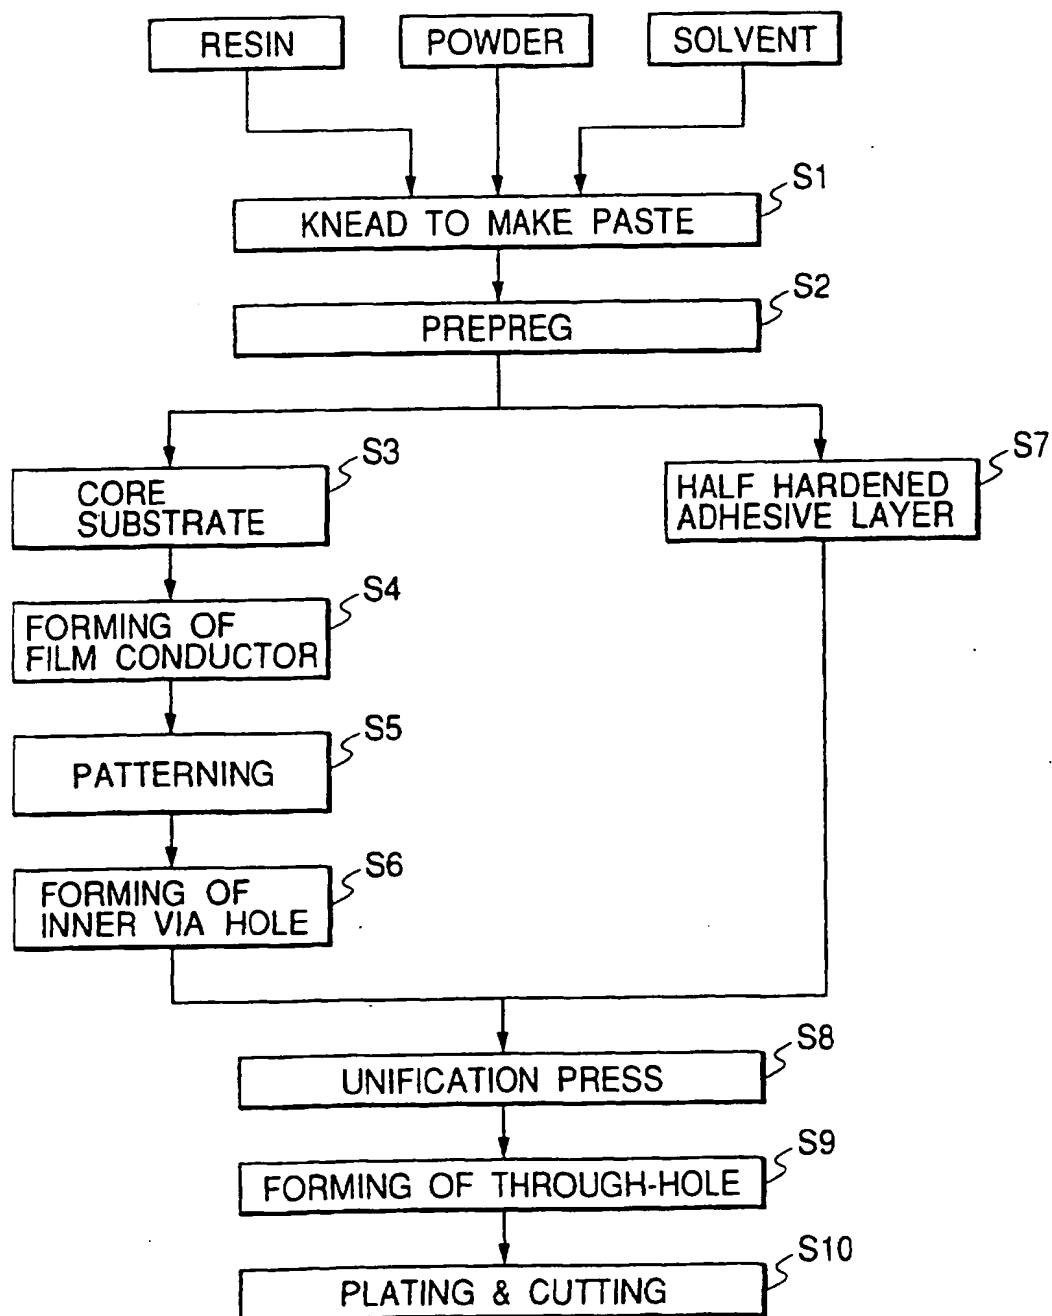 RESIN
POWDER
SOLVENT
S1
KNEAD TO MAKE PASTE
S2
PREPREG
S3
CORE
SUBSTRATE
S7
HALF HARDENED
ADHESIVE LAYER
S4
FORMING OF
FILM CONDUCTOR
S5
PATTERNING
S6
FORMING OF
INNER VIA HOLE
S8
UNIFICATION PRESS
S9
FORMING OF THROUGH-HOLE
S10
PLATING & CUTTING